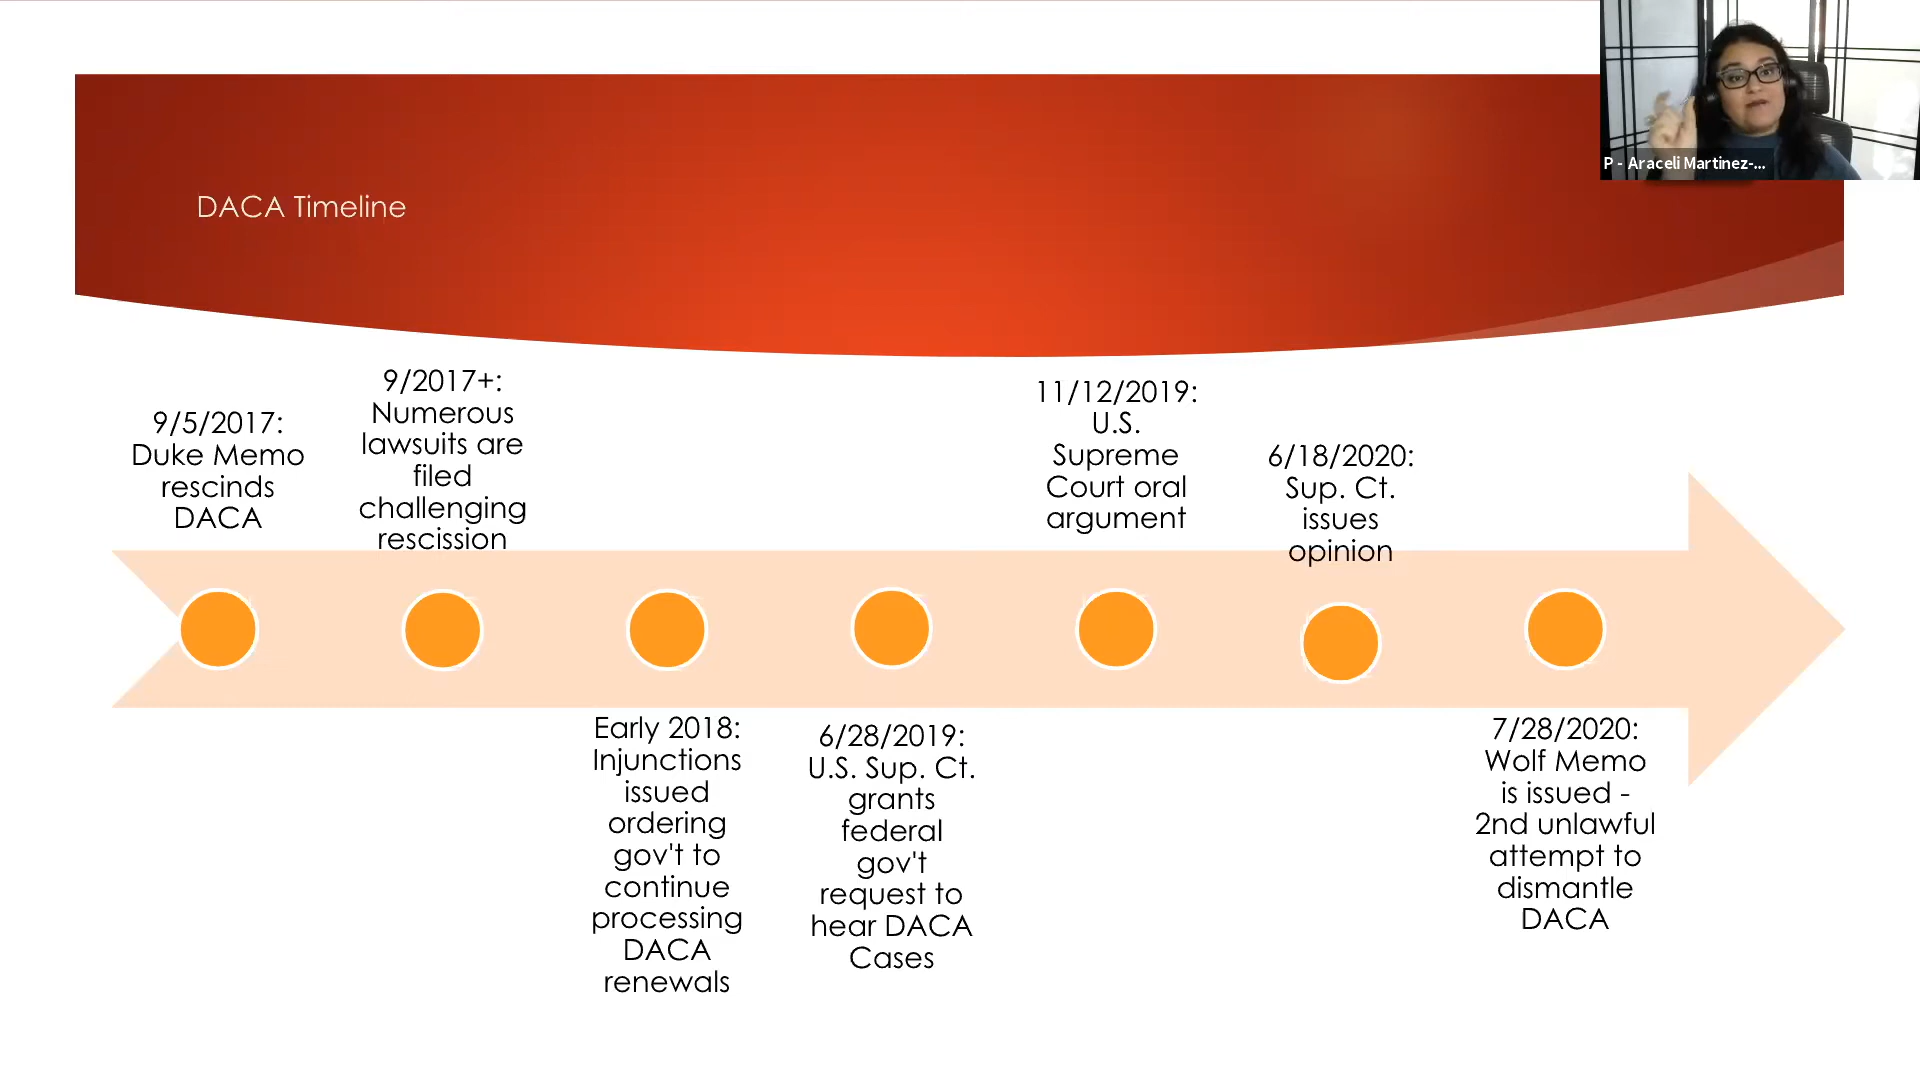 P - Araceli Martinez-...
DACA Timeline
9/5/2017:
Duke Memo
rescinds
DACA
9/2017+:
Numerous
lawsuits are
filed
challenging
rescission
Early 2018:
Injunctions
issued
ordering
gov't to
continue
processing
DACA
renewals
6/28/2019:
U.S. Sup. Ct.
grants
federal
gov't
request to
hear DACA
Cases
11/12/2019:
U.S.
Supreme
Court oral
argument
6/18/2020:
Sup. Ct.
issues
opinion
7/28/2020:
Wolf Memo
is issued -
2nd unlawful
attempt to
dismantle
DACA